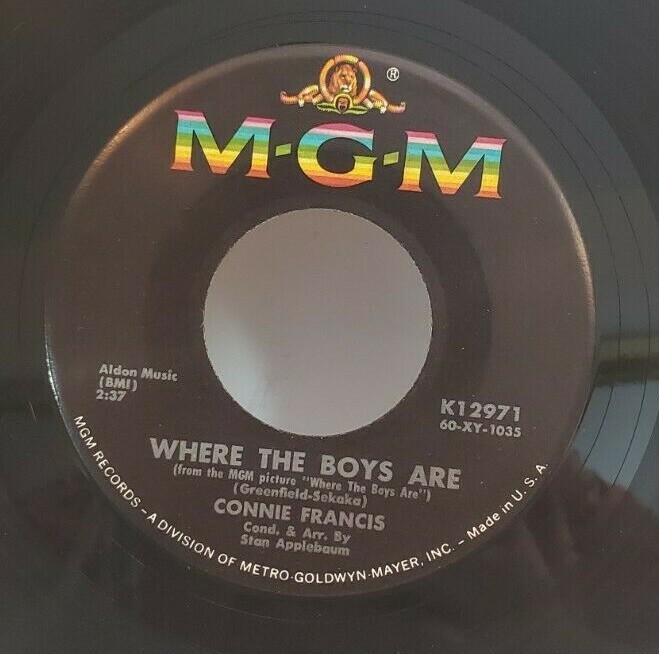 ®
M-G-M
Aldon Music
(BMI)
2:37
K12971
60-XY-1035
WHERE THE BOYS ARE
(from the MGM picture "Where The Boys Are")
(Greenfield-Sekaka)
CONNIE FRANCIS
Cond. & Arr. By
Stan Applebaum
MGM RECORDS - A DIVISION OF METRO-GOLDWYN-MAYER, INC. - Made in U.S.A.